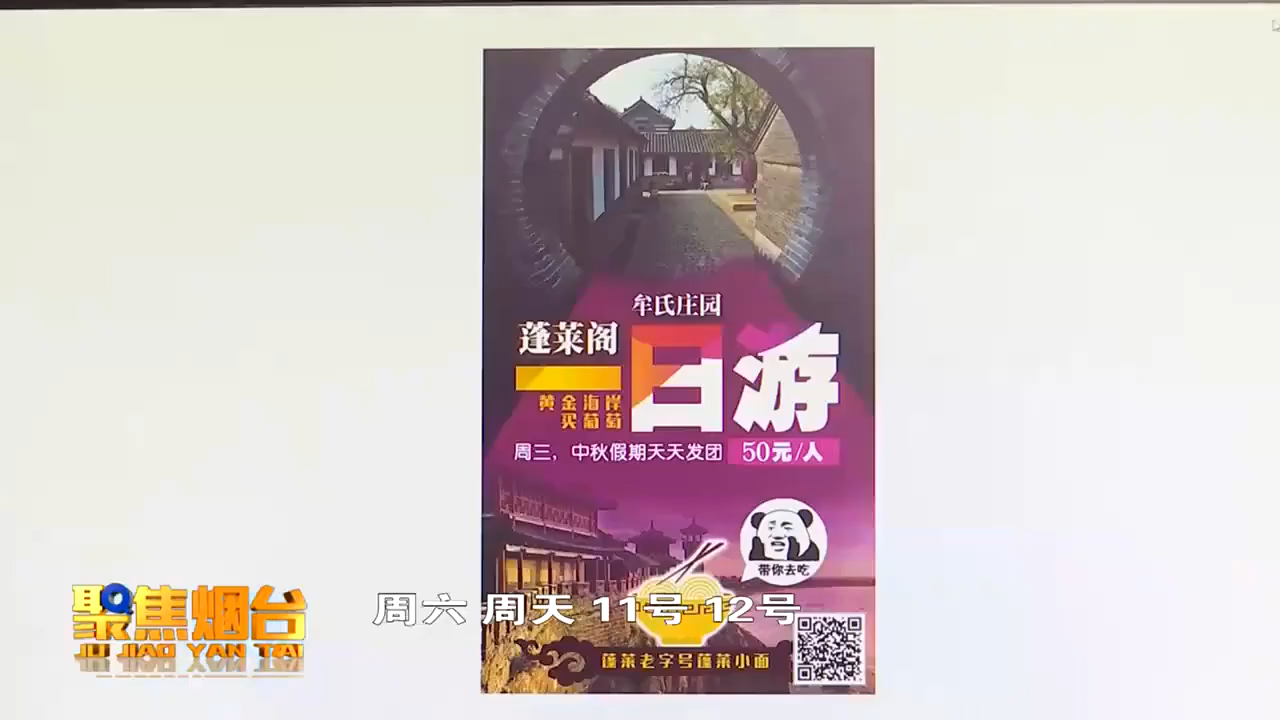 牟氏庄园
蓬莱阁
一日游
黄金海岸
买葡萄
周三，中秋假期天天发团 50元/人
带你去吃
周六 周天 11号 12号
蓬莱老字号蓬莱小面
聚焦烟台
JU JIAO YAN TAI